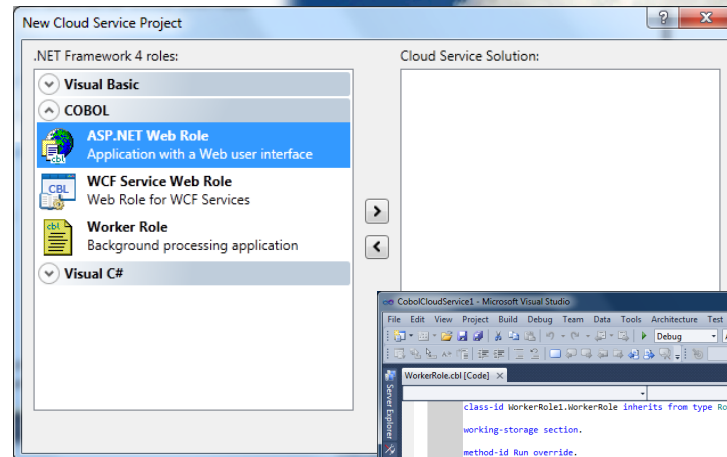 New Cloud Service Project
.NET Framework 4 roles:
Cloud Service Solution:
Visual Basic
COBOL
ASP.NET Web Role
Application with a Web user interface
cbl
WCF Service Web Role
Web Role for WCF Services
CBL
Worker Role
Background processing application
cbl
Visual C#
CobolCloudService1 - Microsoft Visual Studio
File Edit View Project Build Debug Team Data Tools Architecture Test
Debug
WorkerRole.cbl [Code]
Server Explorer
class-id WorkerRole1.WorkerRole inherits from type Ro
working-storage section.
method-id Run override.